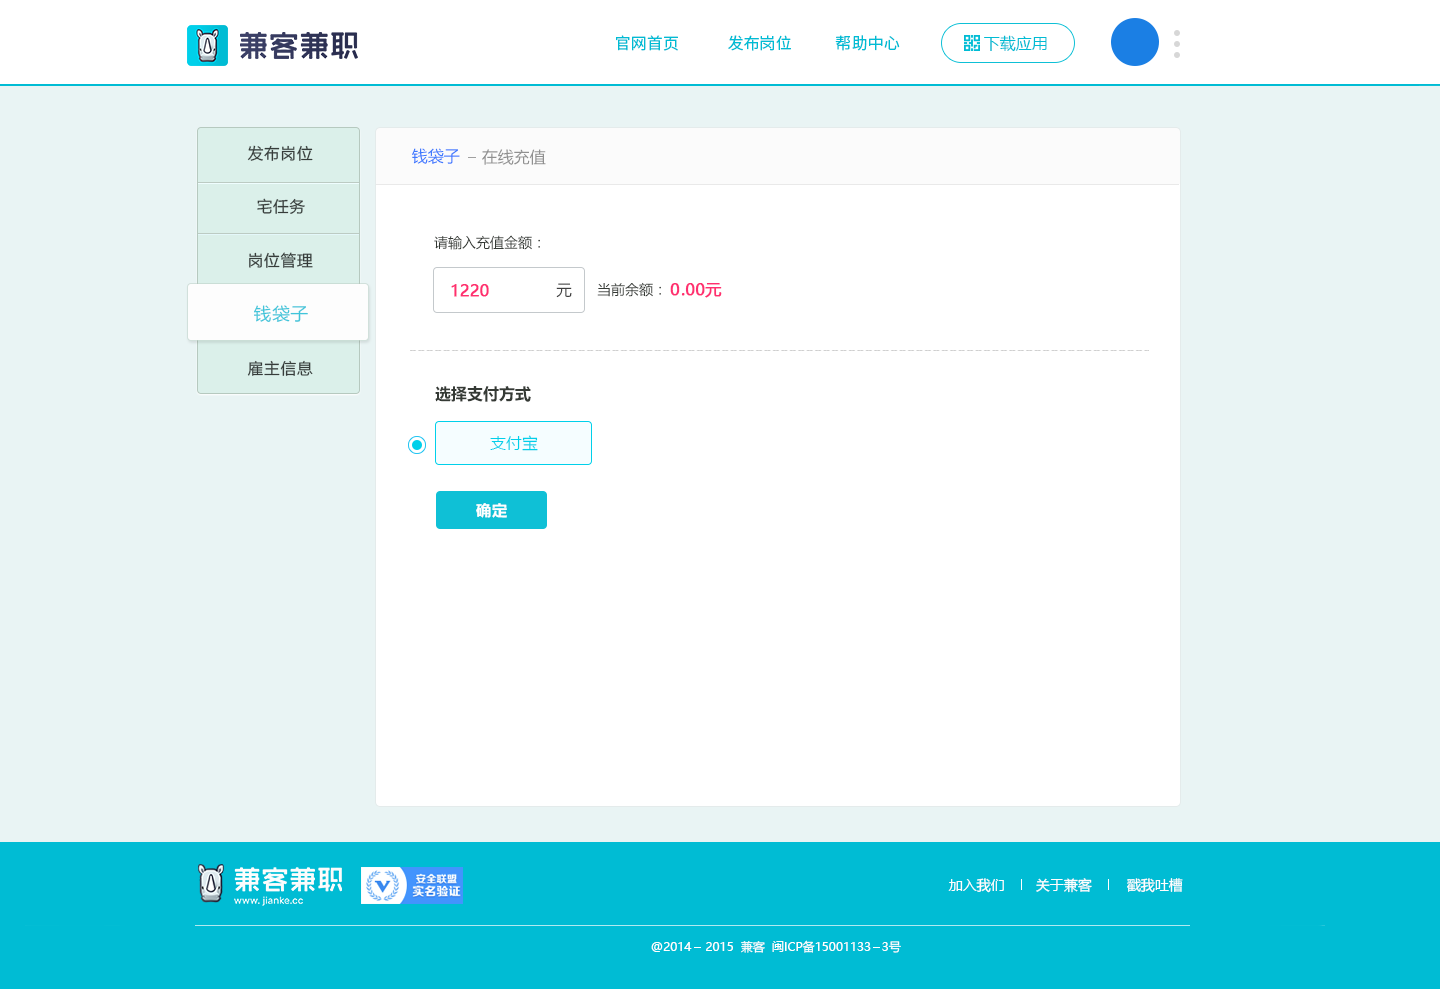 兼客兼职
官网首页
发布岗位
帮助中心
下载应用
发布岗位
宅任务
岗位管理
钱袋子
雇主信息
钱袋子 – 在线充值
请输入充值金额：
1220 元 当前余额： 0.00元
选择支付方式
支付宝
确定
兼客兼职
www. jianke.cc
安全联盟
实名验证
加入我们
关于兼客
戳我吐槽
@2014 – 2015 兼客 闽ICP备15001133–3号